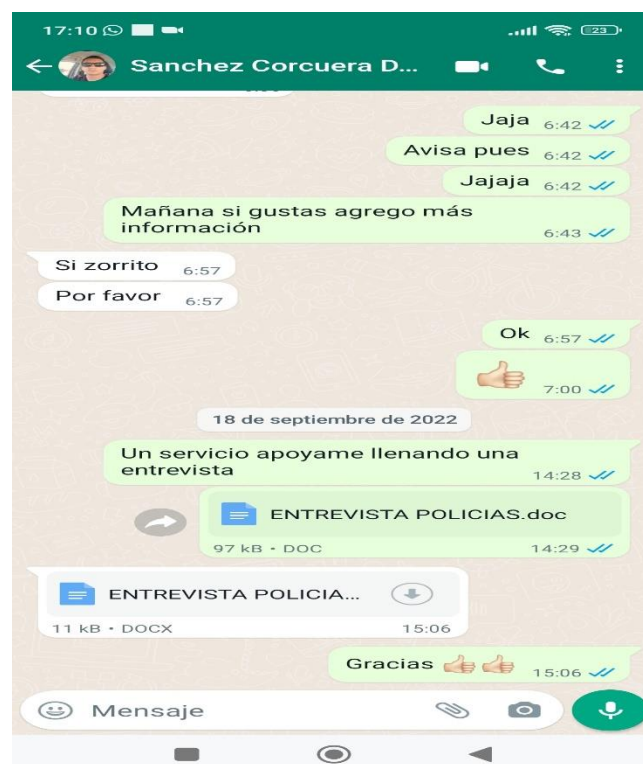 17:10 23
Sanchez Corcuera D...
Jaja 6:42
Avisa pues 6:42
Jajaja 6:42
Mañana si gustas agrego más
información 6:43
Si zorrito 6:57
Por favor 6:57
Ok 6:57
👍🏻 7:00
18 de septiembre de 2022
Un servicio apoyame llenando una
entrevista 14:28
ENTREVISTA POLICIAS.doc
97 kB • DOC 14:29
ENTREVISTA POLICIA...
11 kB • DOCX 15:06
Gracias 👍🏻👍🏻 15:06
Mensaje